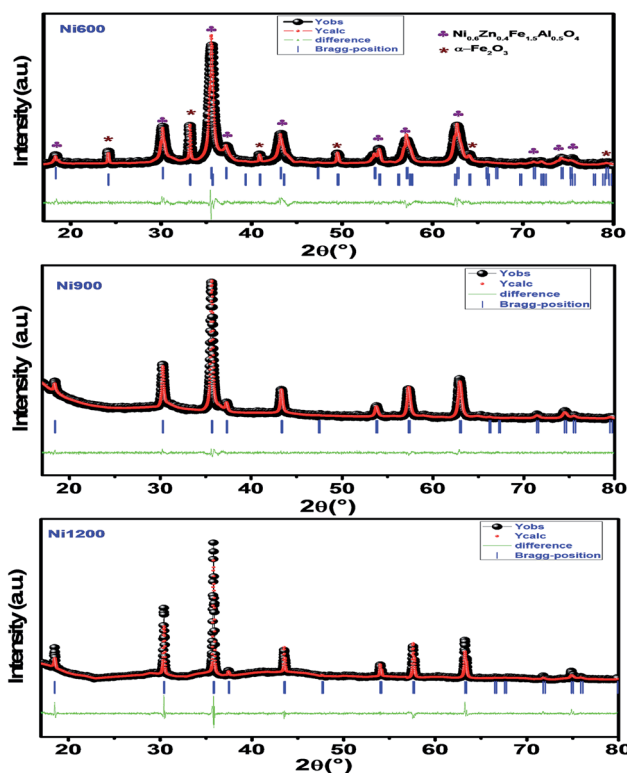 Ni600
Yobs
Ycalc
difference
Bragg-position
♣ Ni0.6Zn0.4Fe1.5Al0.5O4
* α−Fe2O3
Intensity (a.u.)
20 30 40 50 60 70 80
2θ(°)
Ni900
Yobs
Ycalc
difference
Bragg-position
Intensity (a.u.)
20 30 40 50 60 70 80
2θ(°)
Ni1200
Yobs
Ycalc
difference
Bragg-position
Intensity (a.u.)
20 30 40 50 60 70 80
2θ(°)